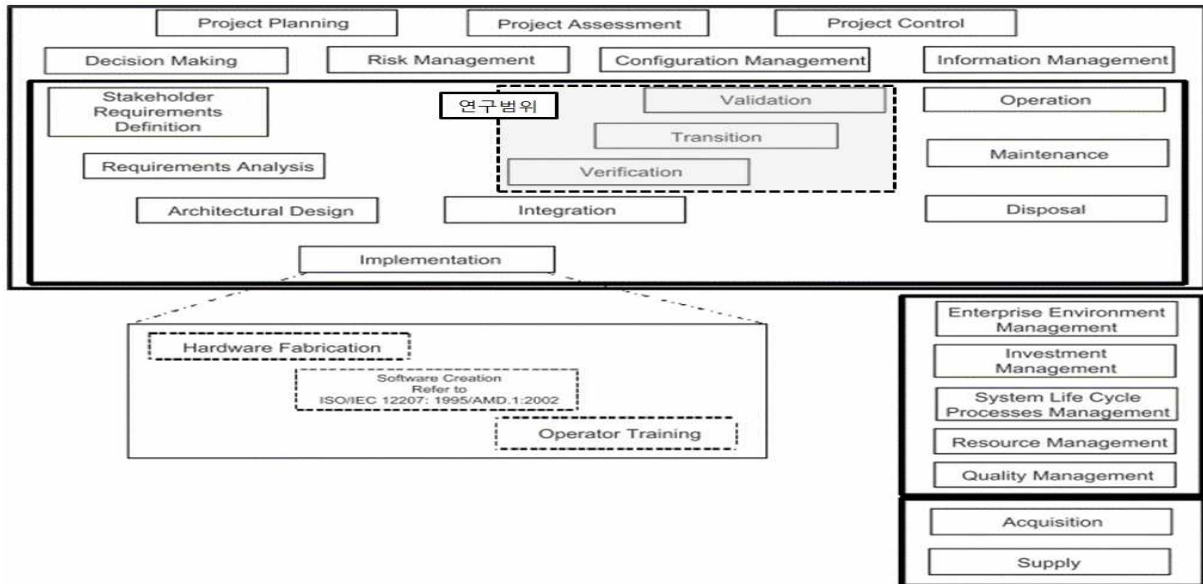 Project Planning
Project Assessment
Project Control
Decision Making
Risk Management
Configuration Management
Information Management
Stakeholder
Requirements
Definition
연구범위
Validation
Operation
Transition
Requirements Analysis
Verification
Maintenance
Architectural Design
Integration
Disposal
Implementation
Hardware Fabrication
Software Creation
Refer to
ISO/IEC 12207: 1995/AMD.1:2002
Operator Training
Enterprise Environment
Management
Investment
Management
System Life Cycle
Processes Management
Resource Management
Quality Management
Acquisition
Supply